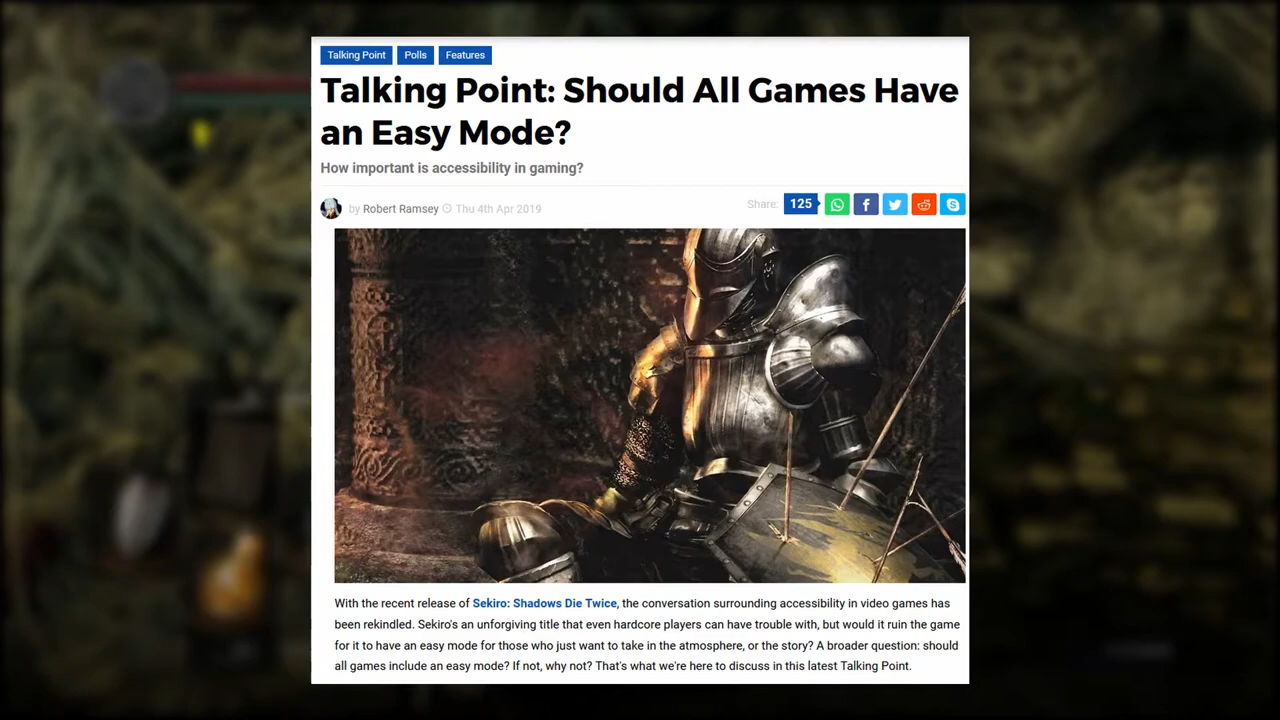 Talking Point Polls Features
Talking Point: Should All Games Have
an Easy Mode?
How important is accessibility in gaming?
by Robert Ramsey Thu 4th Apr 2019 Share: 125
With the recent release of Sekiro: Shadows Die Twice, the conversation surrounding accessibility in video games has
been rekindled. Sekiro's an unforgiving title that even hardcore players can have trouble with, but would it ruin the game
for it to have an easy mode for those who just want to take in the atmosphere, or the story? A broader question: should
all games include an easy mode? If not, why not? That's what we're here to discuss in this latest Talking Point.